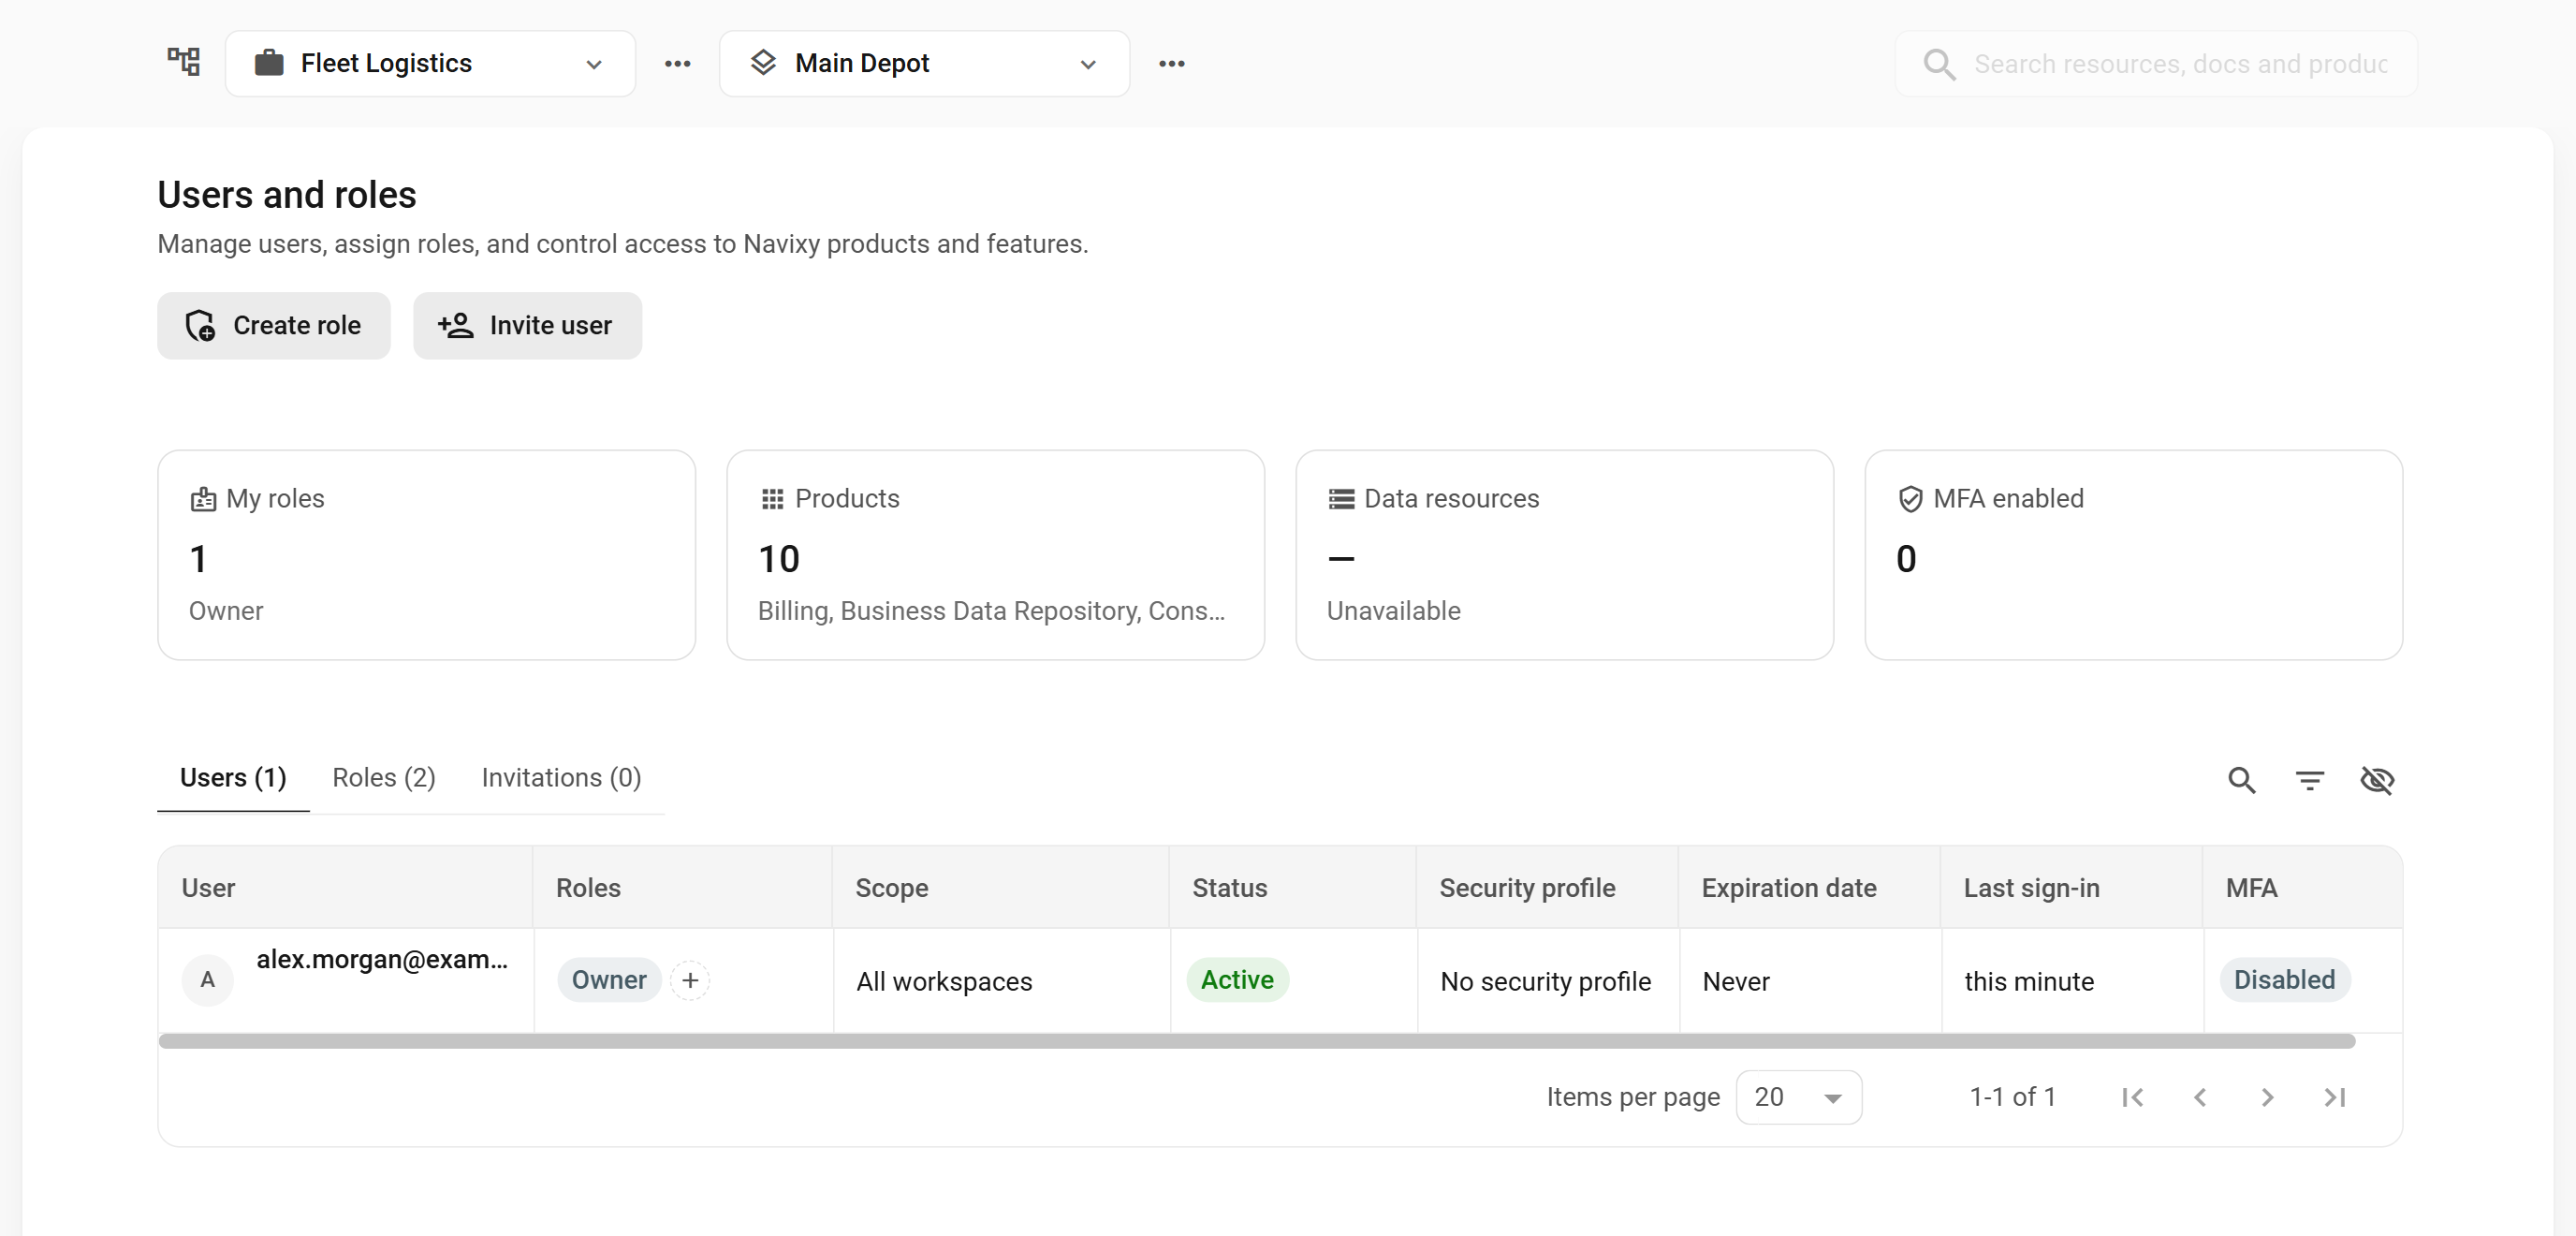 Fleet Logistics
Main Depot
Search resources, docs and produc
Users and roles
Manage users, assign roles, and control access to Navixy products and features.
Create role
Invite user
My roles
1
Owner
Products
10
Billing, Business Data Repository, Cons...
Data resources
–
Unavailable
MFA enabled
0
Users (1)
Roles (2)
Invitations (0)
User Roles Scope Status Security profile Expiration date Last sign-in MFA
A alex.morgan@exam... Owner + All workspaces Active No security profile Never this minute Disabled
Items per page 20 1-1 of 1